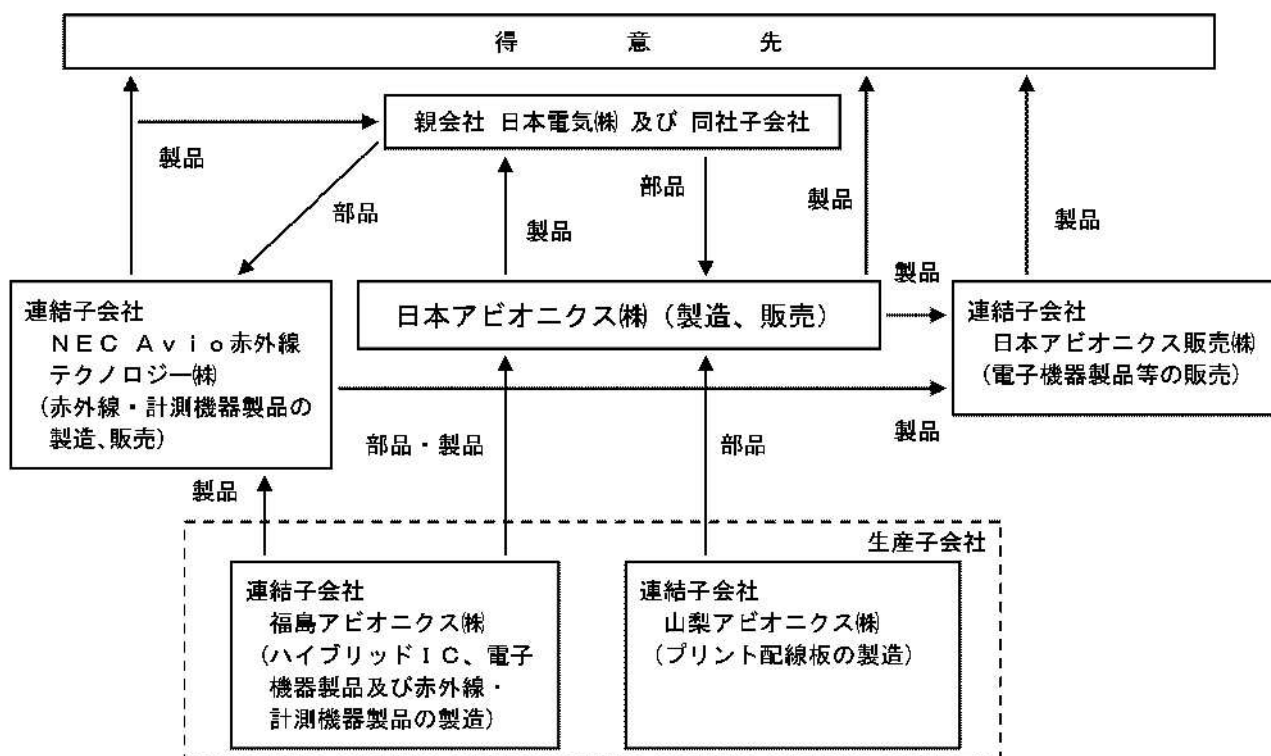 得意先
親会社 日本電気㈱ 及び 同社子会社
製品
部品
製品
部品
製品
製品
連結子会社
NEC Avio赤外線
テクノロジー㈱
(赤外線・計測機器製品の
製造、販売)
日本アビオニクス㈱(製造、販売)
製品
連結子会社
日本アビオニクス販売㈱
(電子機器製品等の販売)
部品・製品
部品
製品
製品
生産子会社
連結子会社
福島アビオニクス㈱
(ハイブリッドIC、電子
機器製品及び赤外線・
計測機器製品の製造)
連結子会社
山梨アビオニクス㈱
(プリント配線板の製造)